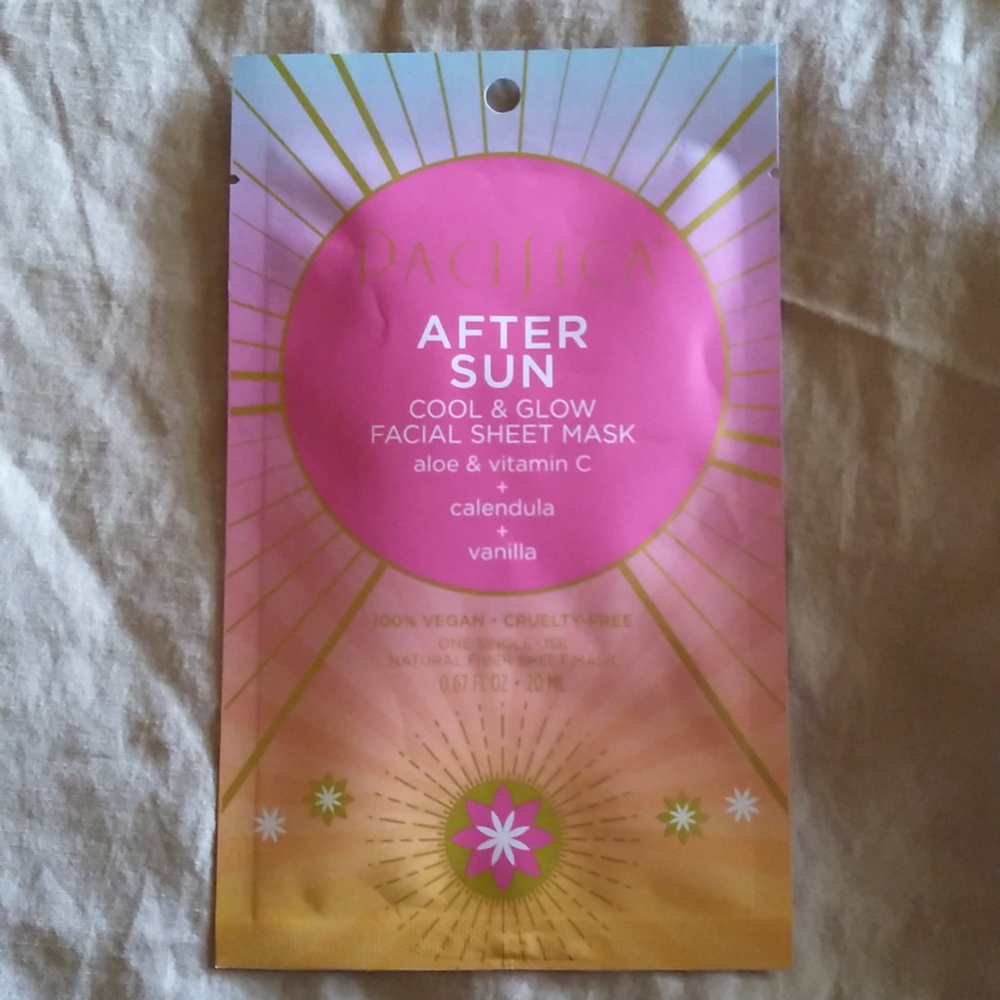 PACIFICA
AFTER
SUN
COOL & GLOW
FACIAL SHEET MASK
aloe & vitamin C
+
calendula
+
vanilla
100% VEGAN • CRUELTY-FREE
ONE SINGLE USE
NATURAL FIBER SHEET MASK
0.67 FL OZ • 20 ML